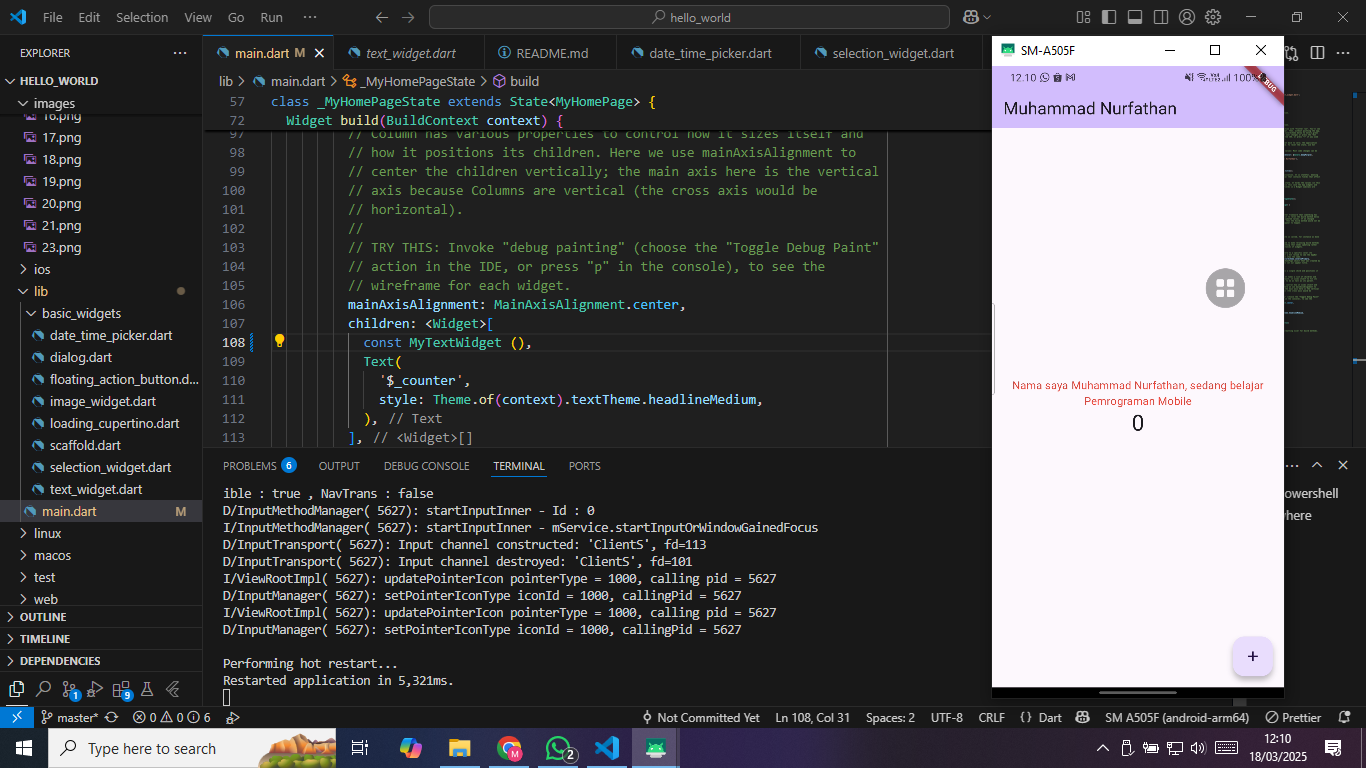 File Edit Selection View Go Run ··· hello_world
EXPLORER ···
HELLO_WORLD
images
16.png
17.png
18.png
19.png
20.png
21.png
23.png
ios
lib
basic_widgets
date_time_picker.dart
dialog.dart
floating_action_button.d...
image_widget.dart
loading_cupertino.dart
scaffold.dart
selection_widget.dart
text_widget.dart
main.dart M
linux
macos
test
web
OUTLINE
TIMELINE
DEPENDENCIES
1
9
main.dart M text_widget.dart README.md date_time_picker.dart selection_widget.dart
lib > main.dart > _MyHomePageState > build
57 class _MyHomePageState extends State<MyHomePage> {
72 Widget build(BuildContext context) {
97 // Column has various properties to control how it sizes itself and
98 // how it positions its children. Here we use mainAxisAlignment to
99 // center the children vertically; the main axis here is the vertical
100 // axis because Columns are vertical (the cross axis would be
101 // horizontal).
102 //
103 // TRY THIS: Invoke "debug painting" (choose the "Toggle Debug Paint"
104 // action in the IDE, or press "p" in the console), to see the
105 // wireframe for each widget.
106 mainAxisAlignment: MainAxisAlignment.center,
107 children: <Widget>[
108 const MyTextWidget (),
109 Text(
110 '$_counter',
111 style: Theme.of(context).textTheme.headlineMedium,
112 ), // Text
113 ], // <Widget>[]
PROBLEMS 6 OUTPUT DEBUG CONSOLE TERMINAL PORTS ···
ible : true , NavTrans : false
D/InputMethodManager( 5627): startInputInner - Id : 0
I/InputMethodManager( 5627): startInputInner - mService.startInputOrWindowGainedFocus
D/InputTransport( 5627): Input channel constructed: 'ClientS', fd=113
D/InputTransport( 5627): Input channel destroyed: 'ClientS', fd=101
I/ViewRootImpl( 5627): updatePointerIcon pointerType = 1000, calling pid = 5627
D/InputManager( 5627): setPointerIconType iconId = 1000, callingPid = 5627
I/ViewRootImpl( 5627): updatePointerIcon pointerType = 1000, calling pid = 5627
D/InputManager( 5627): setPointerIconType iconId = 1000, callingPid = 5627
Performing hot restart...
Restarted application in 5,321ms.
owershell
here
SM-A505F
12.10 100%
Muhammad Nurfathan
Nama saya Muhammad Nurfathan, sedang belajar
Pemrograman Mobile
0
+
master* 0 0 6 Not Committed Yet Ln 108, Col 31 Spaces: 2 UTF-8 CRLF {} Dart SM A505F (android-arm64) Prettier
Type here to search
M
2
12:10
18/03/2025